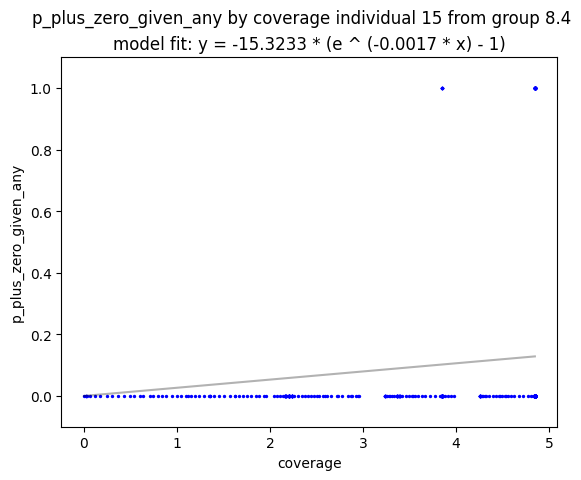 p_plus_zero_given_any by coverage individual 15 from group 8.4
model fit: y = -15.3233 * (e ^ (-0.0017 * x) - 1)
p_plus_zero_given_any
1.0
0.8
0.6
0.4
0.2
0.0
0 1 2 3 4 5
coverage